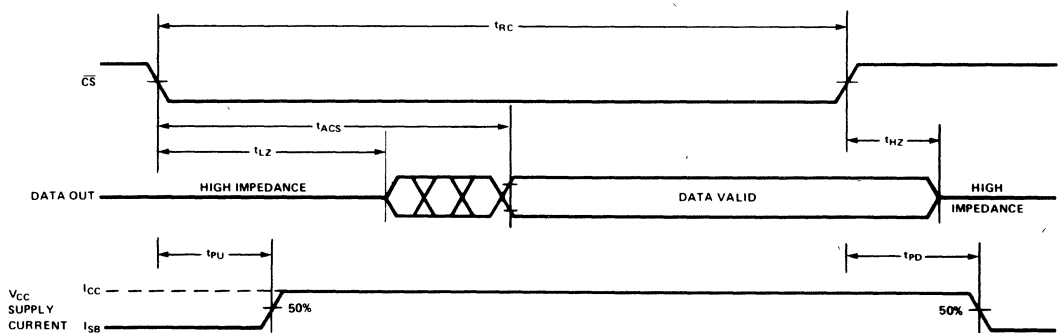 tRC
CS
tACS
tLZ
tHZ
DATA OUT
HIGH IMPEDANCE
DATA VALID
HIGH
IMPEDANCE
tPU
tPD
VCC
SUPPLY
CURRENT
ICC
ISB
50%
50%